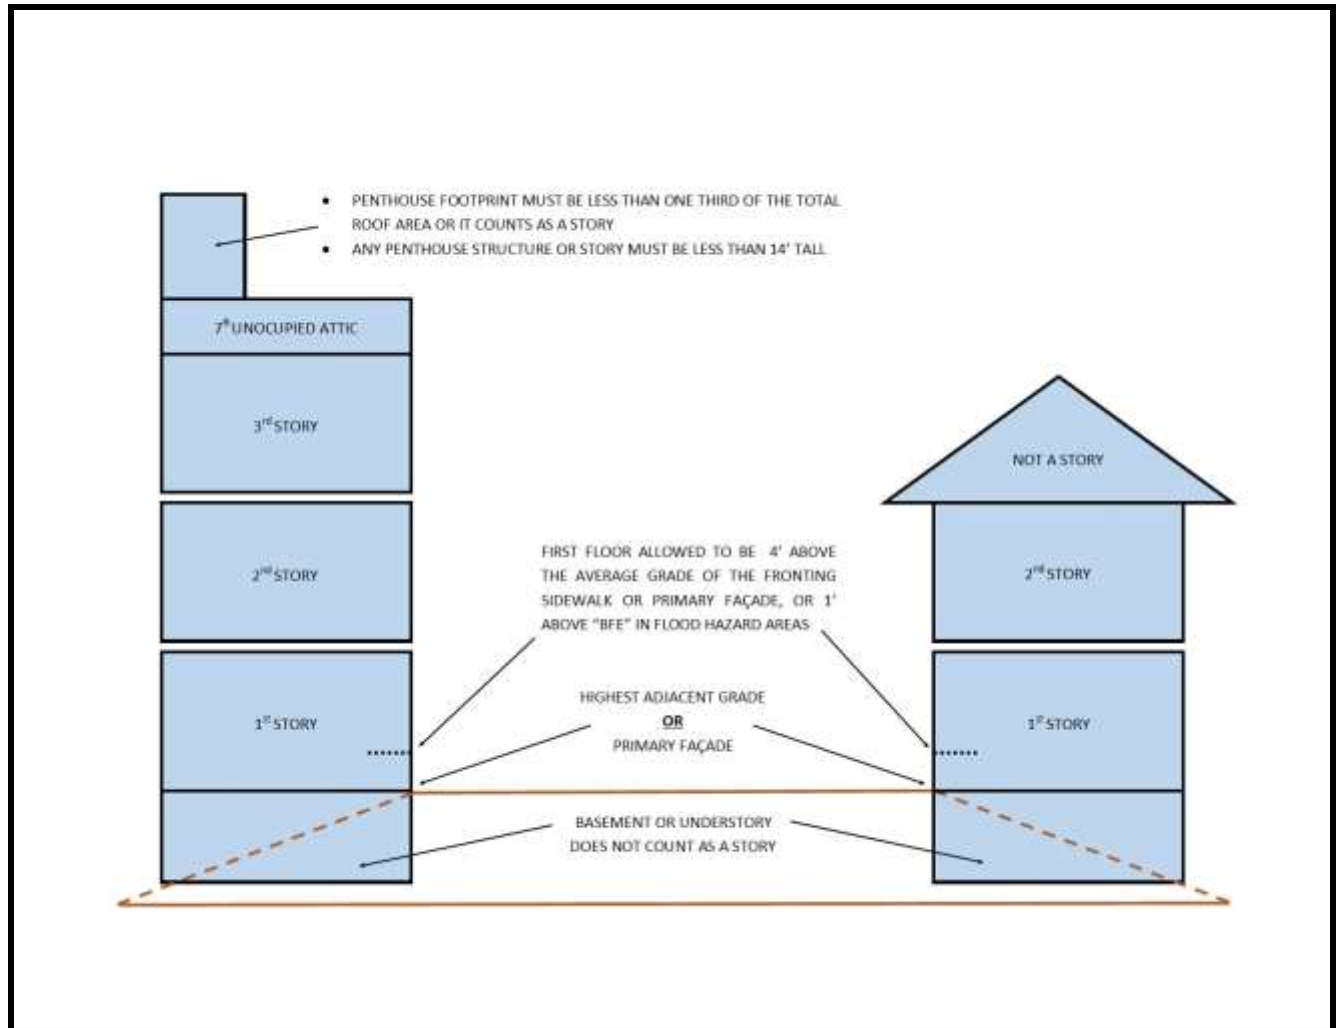 • PENTHOUSE FOOTPRINT MUST BE LESS THAN ONE THIRD OF THE TOTAL
ROOF AREA OR IT COUNTS AS A STORY
• ANY PENTHOUSE STRUCTURE OR STORY MUST BE LESS THAN 14' TALL
7' UNOCUPIED ATTIC
3rd STORY
NOT A STORY
2nd STORY
FIRST FLOOR ALLOWED TO BE 4' ABOVE
THE AVERAGE GRADE OF THE FRONTING
SIDEWALK OR PRIMARY FAÇADE, OR 1'
ABOVE "BFE" IN FLOOD HAZARD AREAS
2nd STORY
1st STORY
HIGHEST ADJACENT GRADE
OR
PRIMARY FAÇADE
1st STORY
BASEMENT OR UNDERSTORY
DOES NOT COUNT AS A STORY